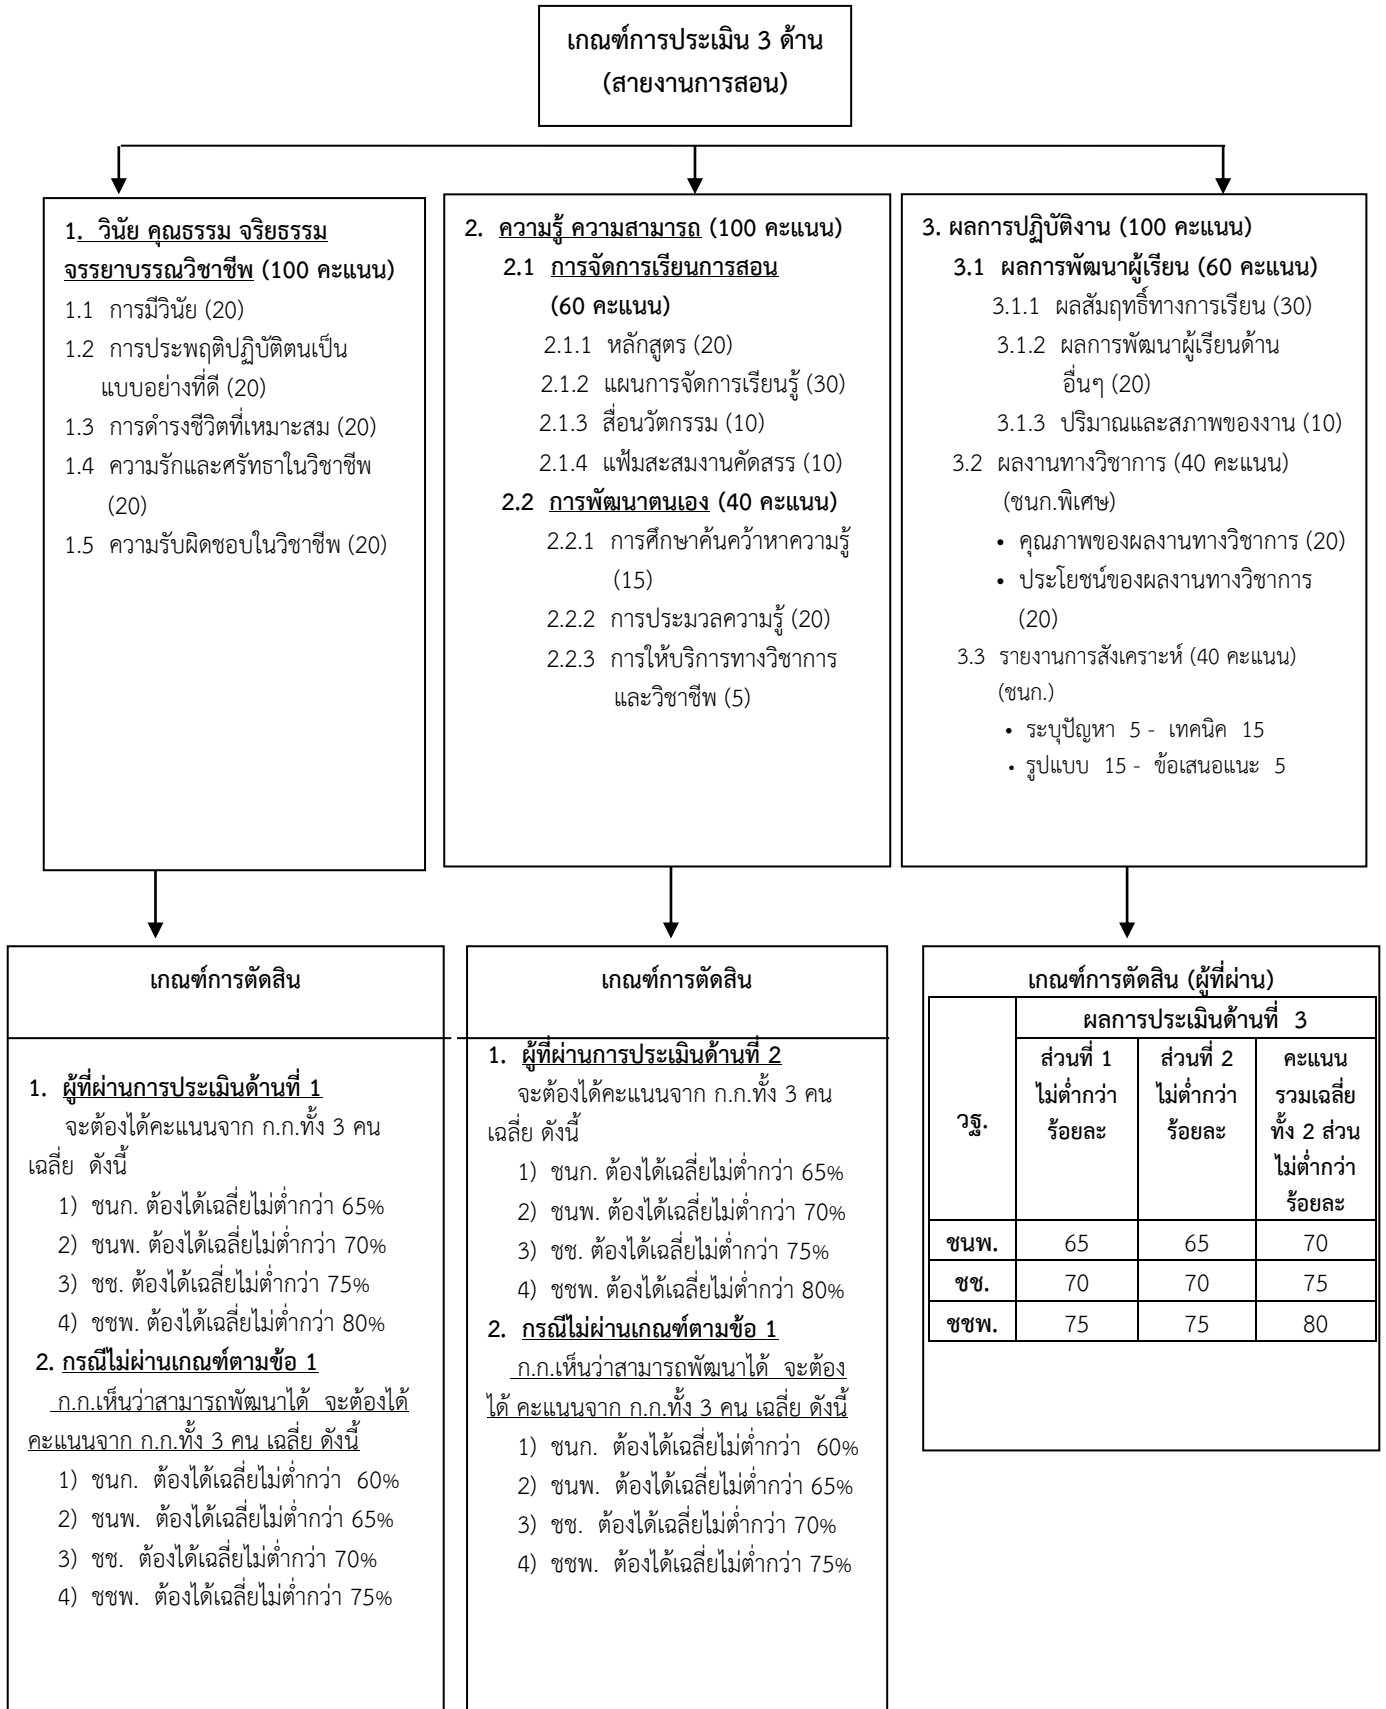 เกณฑ์การประเมิน 3 ด้าน
(สายงานการสอน)
1. วินัย คุณธรรม จริยธรรม
จรรยาบรรณวิชาชีพ (100 คะแนน)
1.1 การมีวินัย (20)
1.2 การประพฤติปฏิบัติตนเป็น
แบบอย่างที่ดี (20)
1.3 การดำรงชีวิตที่เหมาะสม (20)
1.4 ความรักและศรัทธาในวิชาชีพ
(20)
1.5 ความรับผิดชอบในวิชาชีพ (20)
2. ความรู้ ความสามารถ (100 คะแนน)
2.1 การจัดการเรียนการสอน
(60 คะแนน)
2.1.1 หลักสูตร (20)
2.1.2 แผนการจัดการเรียนรู้ (30)
2.1.3 สื่อนวัตกรรม (10)
2.1.4 แฟ้มสะสมงานคัดสรร (10)
2.2 การพัฒนาตนเอง (40 คะแนน)
2.2.1 การศึกษาค้นคว้าหาความรู้
(15)
2.2.2 การประมวลความรู้ (20)
2.2.3 การให้บริการทางวิชาการ
และวิชาชีพ (5)
3. ผลการปฏิบัติงาน (100 คะแนน)
3.1 ผลการพัฒนาผู้เรียน (60 คะแนน)
3.1.1 ผลสัมฤทธิ์ทางการเรียน (30)
3.1.2 ผลการพัฒนาผู้เรียนด้าน
อื่นๆ (20)
3.1.3 ปริมาณและสภาพของงาน (10)
3.2 ผลงานทางวิชาการ (40 คะแนน)
(ชนก.พิเศษ)
• คุณภาพของผลงานทางวิชาการ (20)
• ประโยชน์ของผลงานทางวิชาการ
(20)
3.3 รายงานการสังเคราะห์ (40 คะแนน)
(ชนก.)
• ระบุปัญหา 5 - เทคนิค 15
• รูปแบบ 15 - ข้อเสนอแนะ 5
เกณฑ์การตัดสิน
1. ผู้ที่ผ่านการประเมินด้านที่ 1
จะต้องได้คะแนนจาก ก.ก.ทั้ง 3 คน
เฉลี่ย ดังนี้
1) ชนก. ต้องได้เฉลี่ยไม่ต่ำกว่า 65%
2) ชนพ. ต้องได้เฉลี่ยไม่ต่ำกว่า 70%
3) ชช. ต้องได้เฉลี่ยไม่ต่ำกว่า 75%
4) ชชพ. ต้องได้เฉลี่ยไม่ต่ำกว่า 80%
2. กรณีไม่ผ่านเกณฑ์ตามข้อ 1
ก.ก.เห็นว่าสามารถพัฒนาได้ จะต้องได้
คะแนนจาก ก.ก.ทั้ง 3 คน เฉลี่ย ดังนี้
1) ชนก. ต้องได้เฉลี่ยไม่ต่ำกว่า 60%
2) ชนพ. ต้องได้เฉลี่ยไม่ต่ำกว่า 65%
3) ชช. ต้องได้เฉลี่ยไม่ต่ำกว่า 70%
4) ชชพ. ต้องได้เฉลี่ยไม่ต่ำกว่า 75%
เกณฑ์การตัดสิน
1. ผู้ที่ผ่านการประเมินด้านที่ 2
จะต้องได้คะแนนจาก ก.ก.ทั้ง 3 คน
เฉลี่ย ดังนี้
1) ชนก. ต้องได้เฉลี่ยไม่ต่ำกว่า 65%
2) ชนพ. ต้องได้เฉลี่ยไม่ต่ำกว่า 70%
3) ชช. ต้องได้เฉลี่ยไม่ต่ำกว่า 75%
4) ชชพ. ต้องได้เฉลี่ยไม่ต่ำกว่า 80%
2. กรณีไม่ผ่านเกณฑ์ตามข้อ 1
ก.ก.เห็นว่าสามารถพัฒนาได้ จะต้อง
ได้ คะแนนจาก ก.ก.ทั้ง 3 คน เฉลี่ย ดังนี้
1) ชนก. ต้องได้เฉลี่ยไม่ต่ำกว่า 60%
2) ชนพ. ต้องได้เฉลี่ยไม่ต่ำกว่า 65%
3) ชช. ต้องได้เฉลี่ยไม่ต่ำกว่า 70%
4) ชชพ. ต้องได้เฉลี่ยไม่ต่ำกว่า 75%
เกณฑ์การตัดสิน (ผู้ที่ผ่าน)
วฐ.
ผลการประเมินด้านที่ 3
ส่วนที่ 1
ไม่ต่ำกว่า
ร้อยละ
ส่วนที่ 2
ไม่ต่ำกว่า
ร้อยละ
คะแนน
รวมเฉลี่ย
ทั้ง 2 ส่วน
ไม่ต่ำกว่า
ร้อยละ
ชนพ. 65 65 70
ชช. 70 70 75
ชชพ. 75 75 80